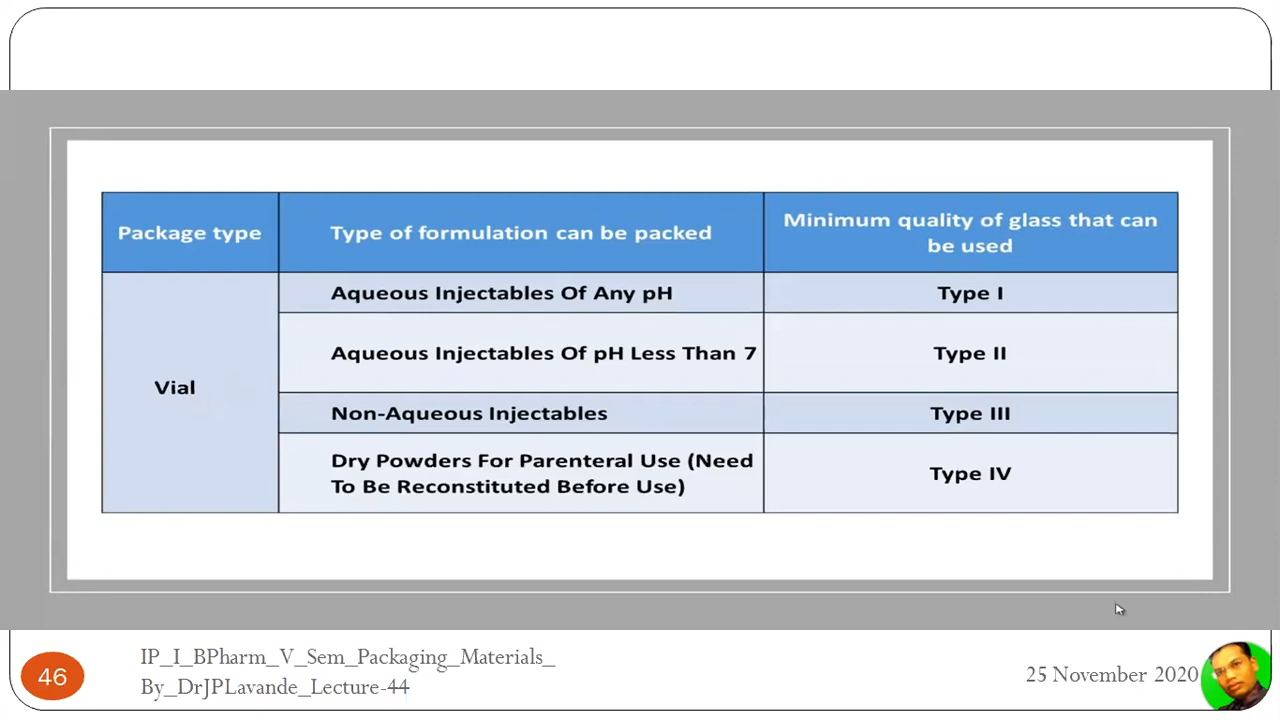 Package type
Type of formulation can be packed
Minimum quality of glass that can
be used
Vial
Aqueous Injectables Of Any pH
Type I
Aqueous Injectables Of pH Less Than 7
Type II
Non-Aqueous Injectables
Type III
Dry Powders For Parenteral Use (Need
To Be Reconstituted Before Use)
Type IV
46
IP_I_BPharm_V_Sem_Packaging_Materials_
By_DrJPLavande_Lecture-44
25 November 2020